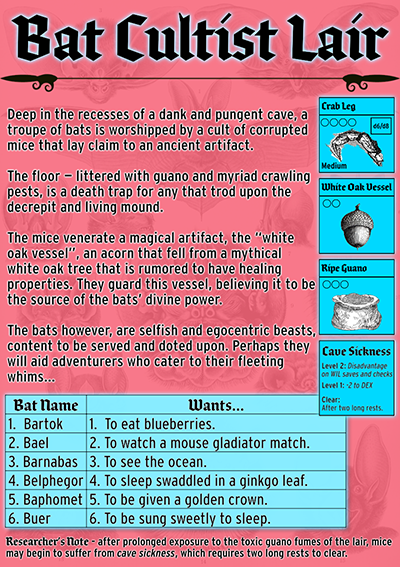 Bat Cultist Lair
Deep in the recesses of a dank and pungent cave, a
troupe of bats is worshipped by a cult of corrupted
mice that lay claim to an ancient artifact.
The floor – littered with guano and myriad crawling
pests, is a death trap for any that trod upon the
decrepit and living mound.
The mice venerate a magical artifact, the “white
oak vessel”, an acorn that fell from a mythical
white oak tree that is rumored to have healing
properties. They guard this vessel, believing it to be
the source of the bats’ divine power.
The bats however, are selfish and egocentric beasts,
content to be served and doted upon. Perhaps they
will aid adventurers who cater to their fleeting
whims...
Crab Leg
d6/d8
Medium
White Oak Vessel
Ripe Guano
Cave Sickness
Level 2: Disadvantage
on WIL saves and checks
Level 1: -2 to DEX
Clear:
After two long rests.
Bat Name Wants...
1. Bartok 1. To eat blueberries.
2. Bael 2. To watch a mouse gladiator match.
3. Barnabas 3. To see the ocean.
4. Belphegor 4. To sleep swaddled in a ginkgo leaf.
5. Baphomet 5. To be given a golden crown.
6. Buer 6. To be sung sweetly to sleep.
Researcher's Note - after prolonged exposure to the toxic guano fumes of the lair, mice
may begin to suffer from cave sickness, which requires two long rests to clear.